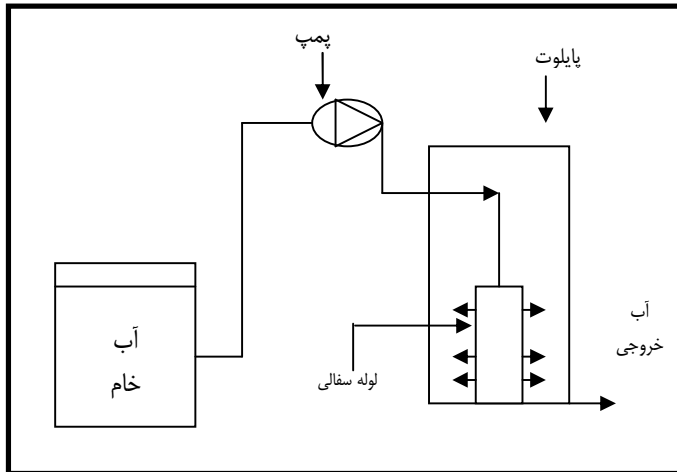 پمپ
پایلوت
آب
خام
لوله سفالی
آب
خروجی